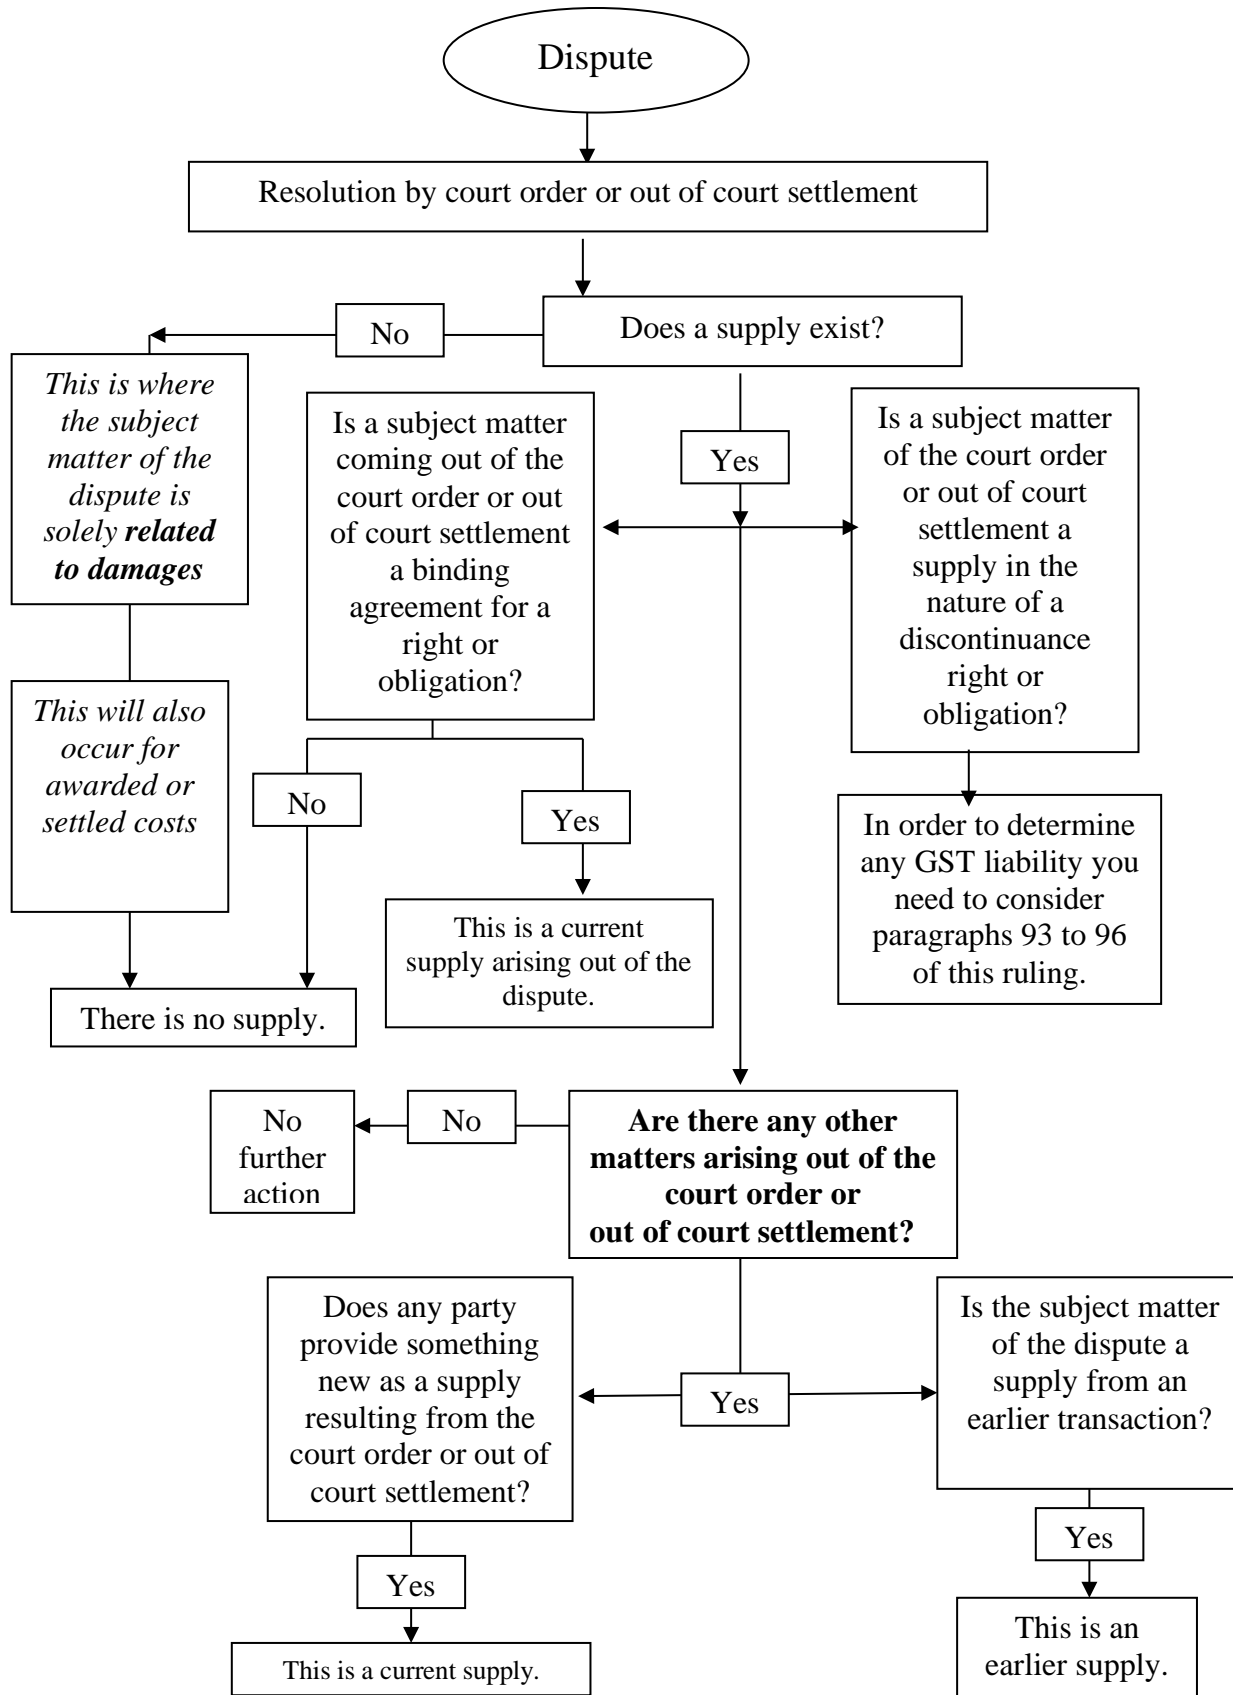 Dispute
Resolution by court order or out of court settlement
Does a supply exist?
No
This is where
the subject
matter of the
dispute is
solely related
to damages
Is a subject matter
coming out of the
court order or out
of court settlement
a binding
agreement for a
right or
obligation?
Yes
Is a subject matter
of the court order
or out of court
settlement a
supply in the
nature of a
discontinuance
right or
obligation?
This will also
occur for
awarded or
settled costs
No
Yes
In order to determine
any GST liability you
need to consider
paragraphs 93 to 96
of this ruling.
This is a current
supply arising out of the
dispute.
There is no supply.
No
further
action
No
Are there any other
matters arising out of the
court order or
out of court settlement?
Does any party
provide something
new as a supply
resulting from the
court order or out of
court settlement?
Yes
Is the subject matter
of the dispute a
supply from an
earlier transaction?
Yes
Yes
This is a current supply.
This is an
earlier supply.